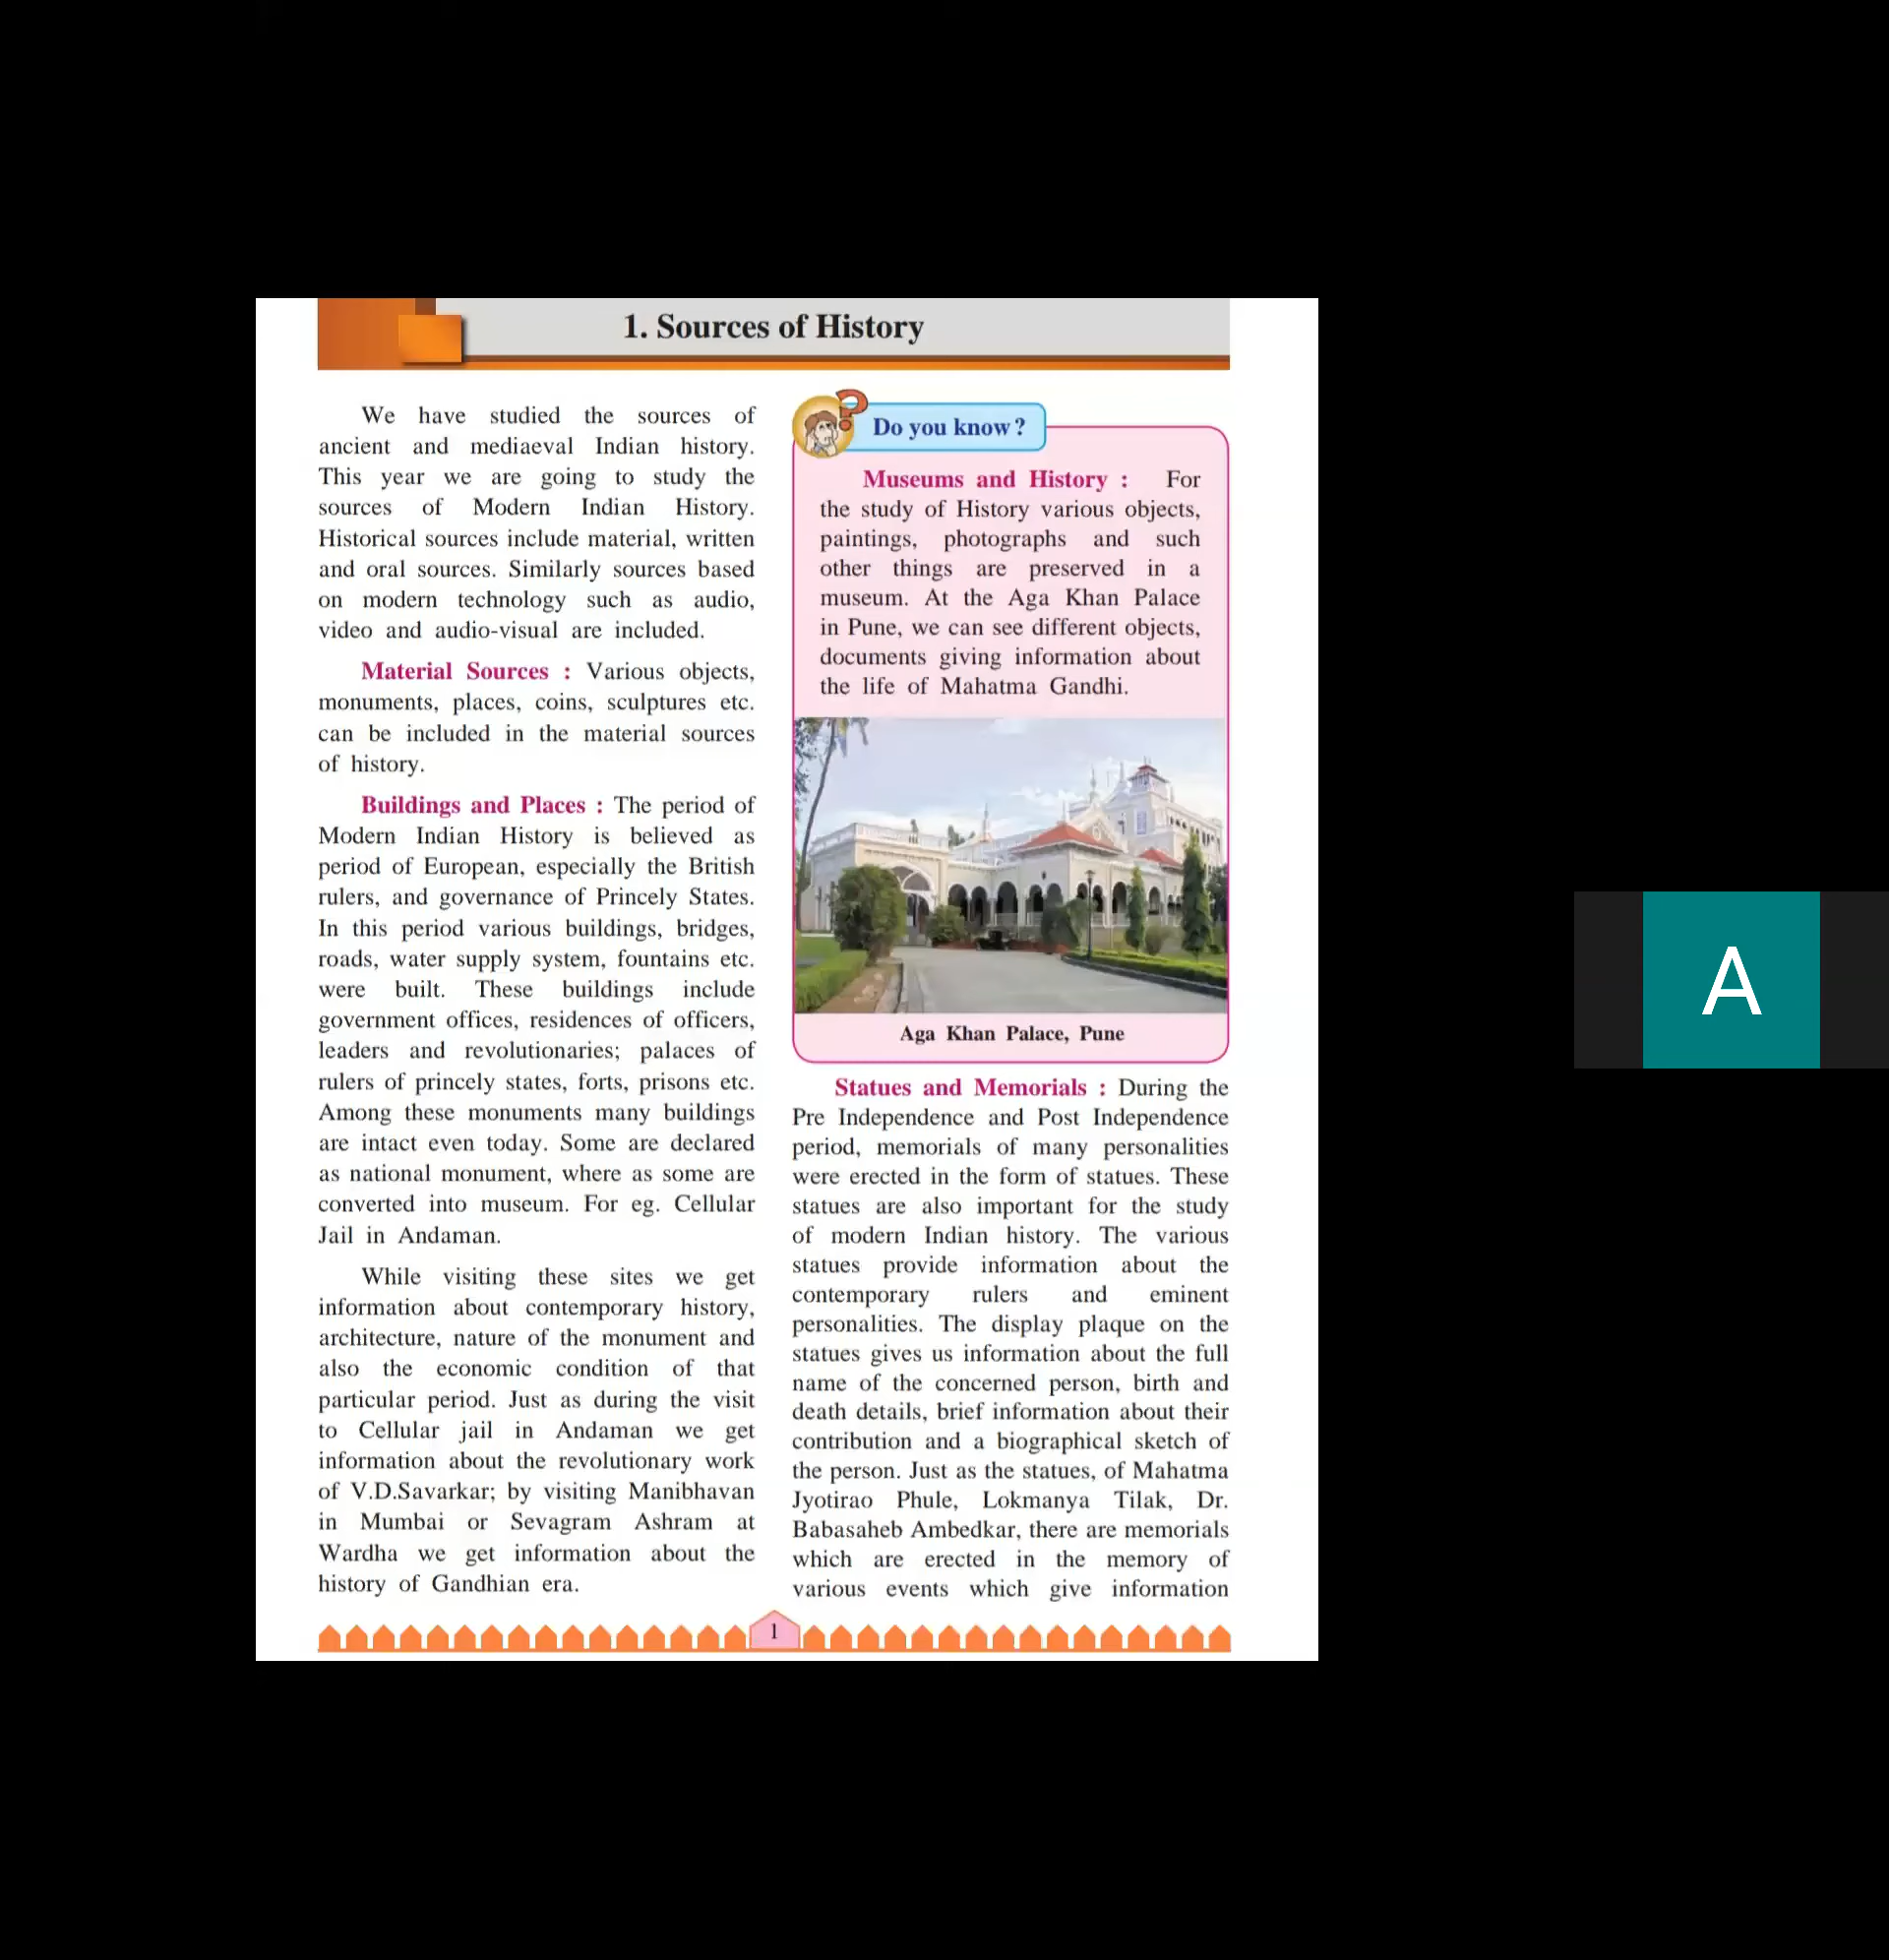 1. Sources of History
We have studied the sources of
ancient and mediaeval Indian history.
This year we are going to study the
sources of Modern Indian History.
Historical sources include material, written
and oral sources. Similarly sources based
on modern technology such as audio,
video and audio-visual are included.
Material Sources : Various objects,
monuments, places, coins, sculptures etc.
can be included in the material sources
of history.
Buildings and Places : The period of
Modern Indian History is believed as
period of European, especially the British
rulers, and governance of Princely States.
In this period various buildings, bridges,
roads, water supply system, fountains etc.
were built. These buildings include
government offices, residences of officers,
leaders and revolutionaries; palaces of
rulers of princely states, forts, prisons etc.
Among these monuments many buildings
are intact even today. Some are declared
as national monument, where as some are
converted into museum. For eg. Cellular
Jail in Andaman.
While visiting these sites we get
information about contemporary history,
architecture, nature of the monument and
also the economic condition of that
particular period. Just as during the visit
to Cellular jail in Andaman we get
information about the revolutionary work
of V.D.Savarkar; by visiting Manibhavan
in Mumbai or Sevagram Ashram at
Wardha we get information about the
history of Gandhian era.
Do you know ?
Museums and History : For
the study of History various objects,
paintings, photographs and such
other things are preserved in a
museum. At the Aga Khan Palace
in Pune, we can see different objects,
documents giving information about
the life of Mahatma Gandhi.
Aga Khan Palace, Pune
Statues and Memorials : During the
Pre Independence and Post Independence
period, memorials of many personalities
were erected in the form of statues. These
statues are also important for the study
of modern Indian history. The various
statues provide information about the
contemporary rulers and eminent
personalities. The display plaque on the
statues gives us information about the full
name of the concerned person, birth and
death details, brief information about their
contribution and a biographical sketch of
the person. Just as the statues, of Mahatma
Jyotirao Phule, Lokmanya Tilak, Dr.
Babasaheb Ambedkar, there are memorials
which are erected in the memory of
various events which give information
1
A